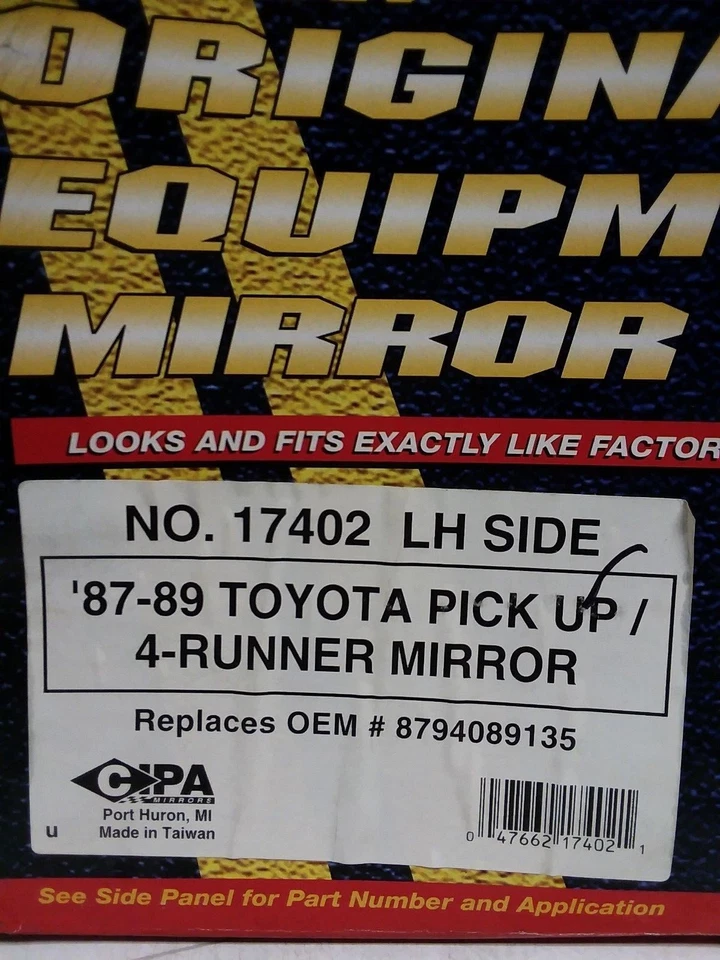 ORIGINA
EQUIPM
MIRROR
LOOKS AND FITS EXACTLY LIKE FACTOR
NO. 17402 LH SIDE
'87-89 TOYOTA PICK UP /
4-RUNNER MIRROR
Replaces OEM # 8794089135
CIPA
MIRRORS
Port Huron, MI
u Made in Taiwan
0 47662 17402 1
See Side Panel for Part Number and Application